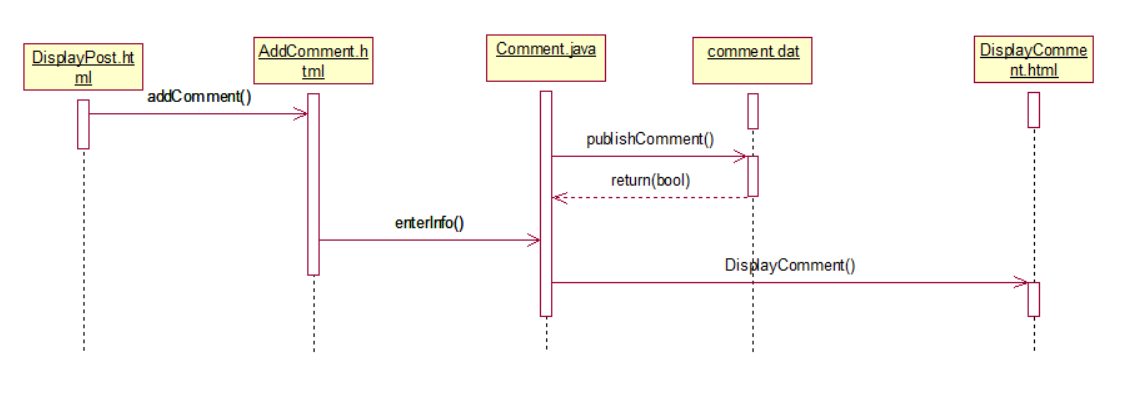 DisplayPost.ht
ml
AddComment.h
tml
Comment.java
comment.dat
DisplayComme
nt.html
addComment()
publishComment()
return(bool)
enterInfo()
DisplayComment()